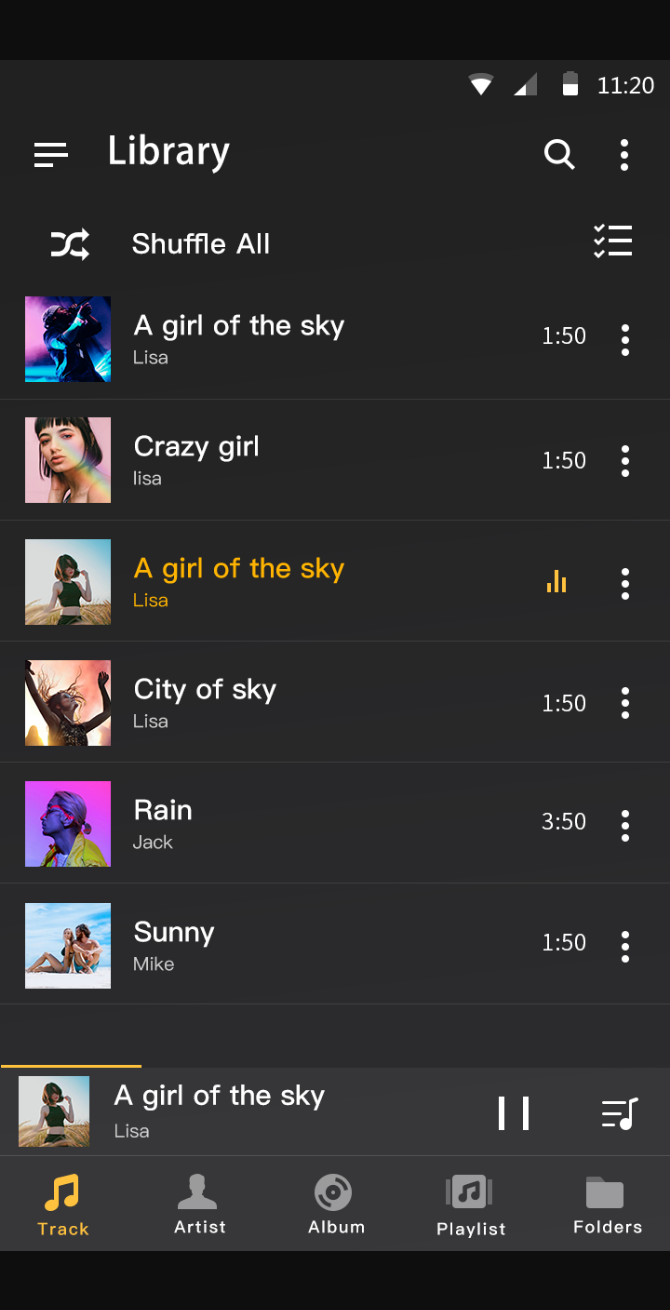 11:20
Library
Shuffle All
A girl of the sky
Lisa
1:50
Crazy girl
lisa
1:50
A girl of the sky
Lisa
City of sky
Lisa
1:50
Rain
Jack
3:50
Sunny
Mike
1:50
A girl of the sky
Lisa
Track
Artist
Album
Playlist
Folders